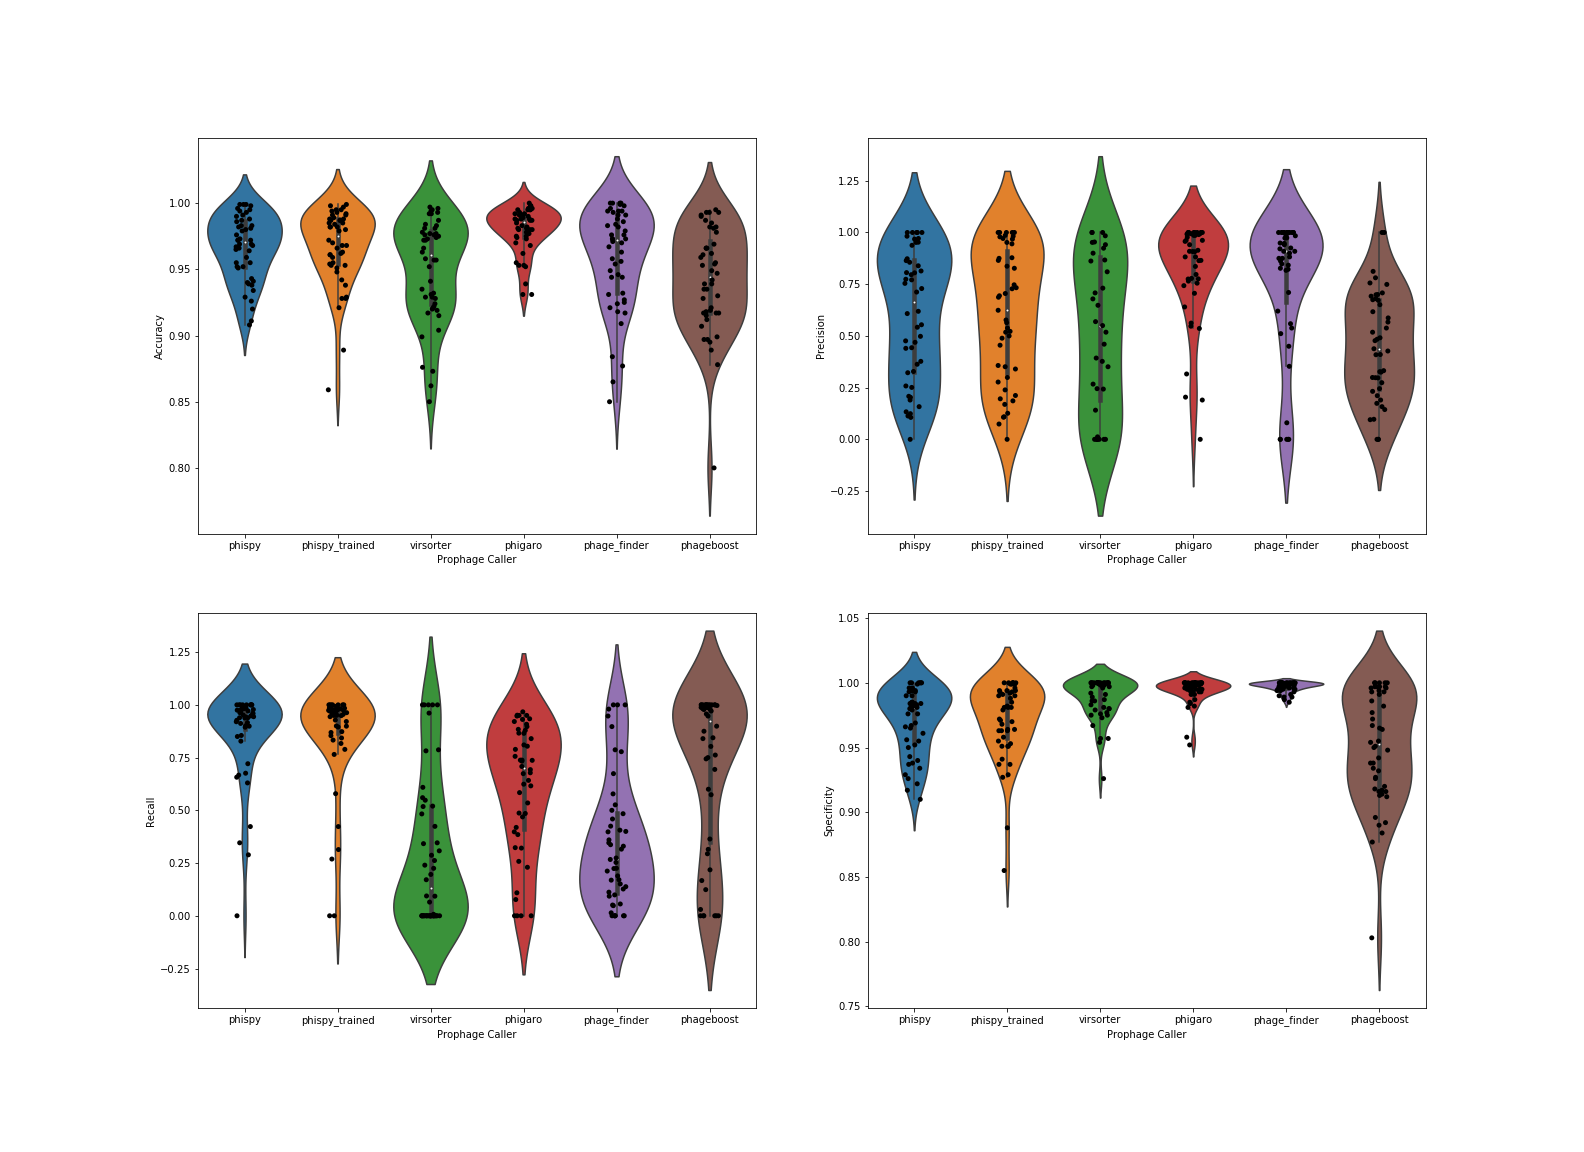 1.00
0.95
0.90
0.85
0.80
Accuracy
phispy phispy_trained virsorter phigaro phage_finder phageboost
Prophage Caller
1.25
1.00
0.75
0.50
0.25
0.00
−0.25
Precision
phispy phispy_trained virsorter phigaro phage_finder phageboost
Prophage Caller
1.25
1.00
0.75
0.50
0.25
0.00
−0.25
Recall
phispy phispy_trained virsorter phigaro phage_finder phageboost
Prophage Caller
1.05
1.00
0.95
0.90
0.85
0.80
0.75
Specificity
phispy phispy_trained virsorter phigaro phage_finder phageboost
Prophage Caller